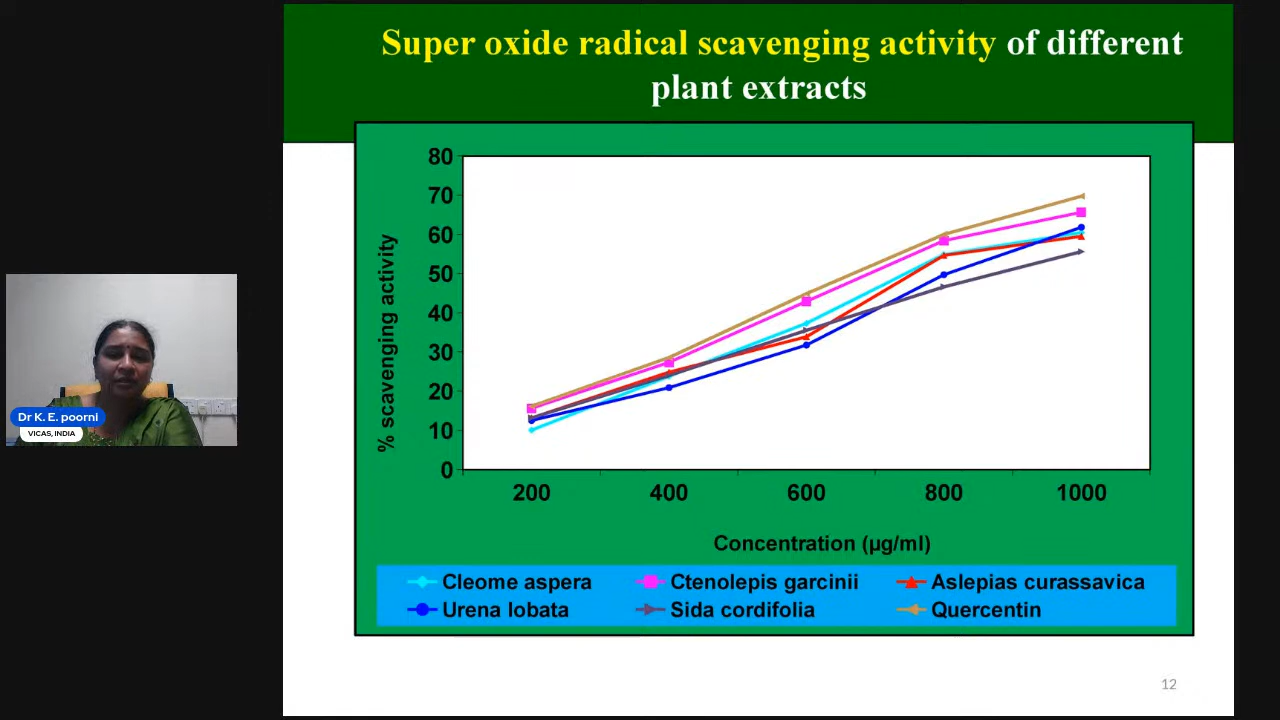 Super oxide radical scavenging activity of different
plant extracts
80
70
60
50
40
30
20
10
0
% scavenging activity
200 400 600 800 1000
Concentration (µg/ml)
Cleome aspera Ctenolepis garcinii Aslepias curassavica
Urena lobata Sida cordifolia Quercentin
Dr K. E. poorni
VICAS, INDIA
12